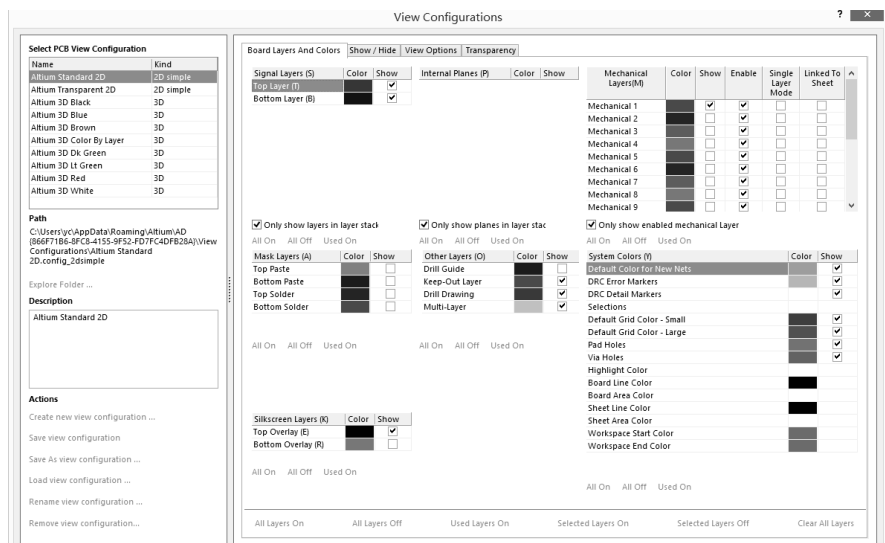 View Configurations
?
Select PCB View Configuration
Name Kind
Altium Standard 2D 2D simple
Altium Transparent 2D 2D simple
Altium 3D Black 3D
Altium 3D Blue 3D
Altium 3D Brown 3D
Altium 3D Color By Layer 3D
Altium 3D Dk Green 3D
Altium 3D Lt Green 3D
Altium 3D Red 3D
Altium 3D White 3D
Path
C:\Users\yc\AppData\Roaming\Altium\AD
{866F71B6-8FC8-4155-9F52-FD7FC4DFB28A}\View
Configurations\Altium Standard
2D.config_2dsimple
Explore Folder ...
Description
Altium Standard 2D
Actions
Create new view configuration ...
Save view configuration
Save As view configuration ...
Load view configuration ...
Rename view configuration ...
Remove view configuration...
Board Layers And Colors Show / Hide View Options Transparency
Signal Layers (S) Color Show
Top Layer (T)
Bottom Layer (B)
Only show layers in layer stack
All On All Off Used On
Internal Planes (P) Color Show
Only show planes in layer stac
All On All Off Used On
Mechanical Layers(M) Color Show Enable Single Layer Mode Linked To Sheet
Mechanical 1
Mechanical 2
Mechanical 3
Mechanical 4
Mechanical 5
Mechanical 6
Mechanical 7
Mechanical 8
Mechanical 9
Only show enabled mechanical Layer
All On All Off Used On
Mask Layers (A) Color Show
Top Paste
Bottom Paste
Top Solder
Bottom Solder
All On All Off Used On
Other Layers (O) Color Show
Drill Guide
Keep-Out Layer
Drill Drawing
Multi-Layer
All On All Off Used On
System Colors (Y) Color Show
Default Color for New Nets
DRC Error Markers
DRC Detail Markers
Selections
Default Grid Color - Small
Default Grid Color - Large
Pad Holes
Via Holes
Highlight Color
Board Line Color
Board Area Color
Sheet Line Color
Sheet Area Color
Workspace Start Color
Workspace End Color
All On All Off Used On
Silkscreen Layers (K) Color Show
Top Overlay (E)
Bottom Overlay (R)
All On All Off Used On
All Layers On All Layers Off Used Layers On Selected Layers On Selected Layers Off Clear All Layers